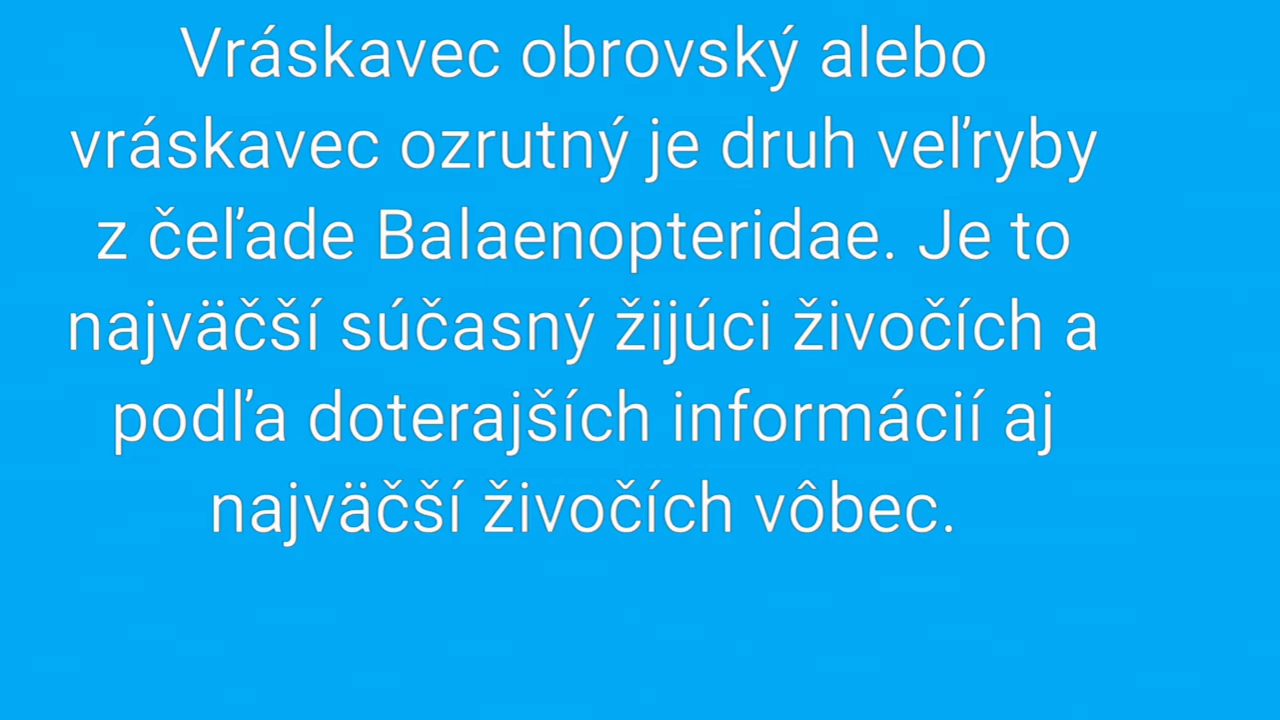 Vráskavec obrovský alebo
vráskavec ozrutný je druh veľryby
z čeľade Balaenopteridae. Je to
najväčší súčasný žijúci živočích a
podľa doterajších informácií aj
najväčší živočích vôbec.